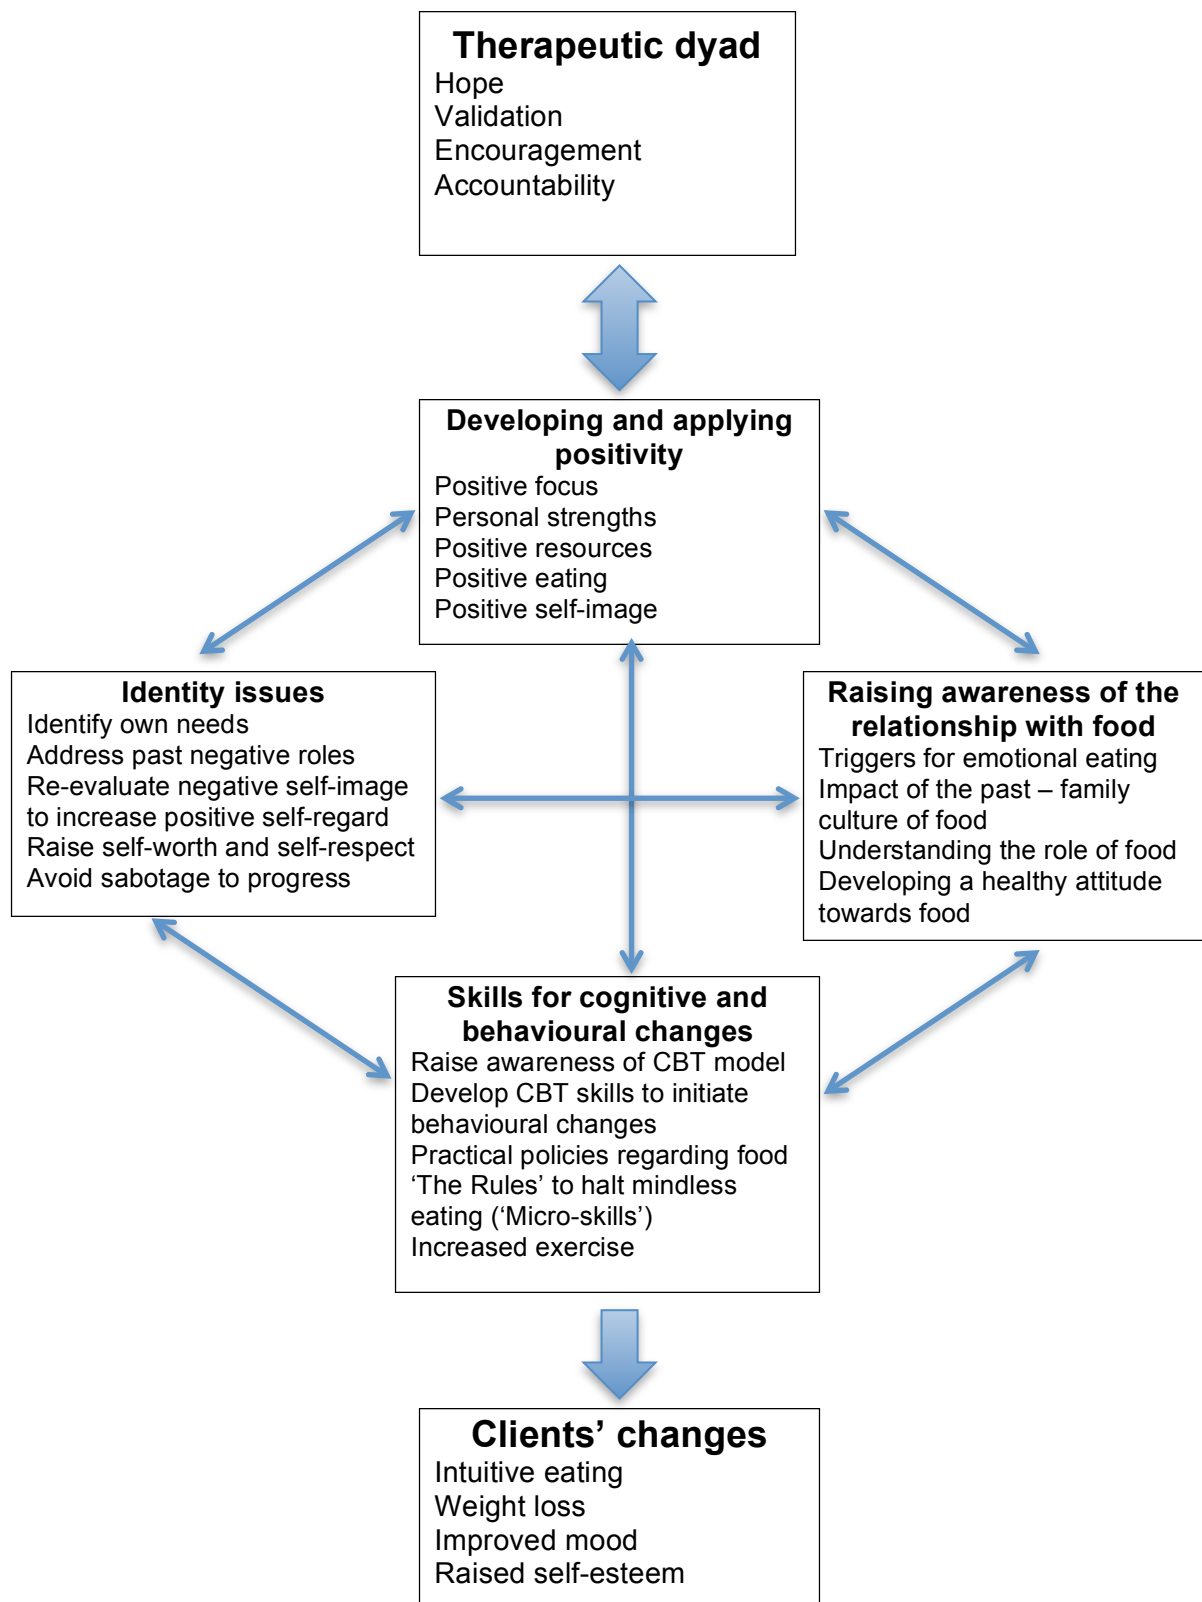 Therapeutic dyad
Hope
Validation
Encouragement
Accountability
Developing and applying
positivity
Positive focus
Personal strengths
Positive resources
Positive eating
Positive self-image
Identity issues
Identify own needs
Address past negative roles
Re-evaluate negative self-image
to increase positive self-regard
Raise self-worth and self-respect
Avoid sabotage to progress
Raising awareness of the
relationship with food
Triggers for emotional eating
Impact of the past – family
culture of food
Understanding the role of food
Developing a healthy attitude
towards food
Skills for cognitive and
behavioural changes
Raise awareness of CBT model
Develop CBT skills to initiate
behavioural changes
Practical policies regarding food
‘The Rules’ to halt mindless
eating (‘Micro-skills’)
Increased exercise
Clients’ changes
Intuitive eating
Weight loss
Improved mood
Raised self-esteem